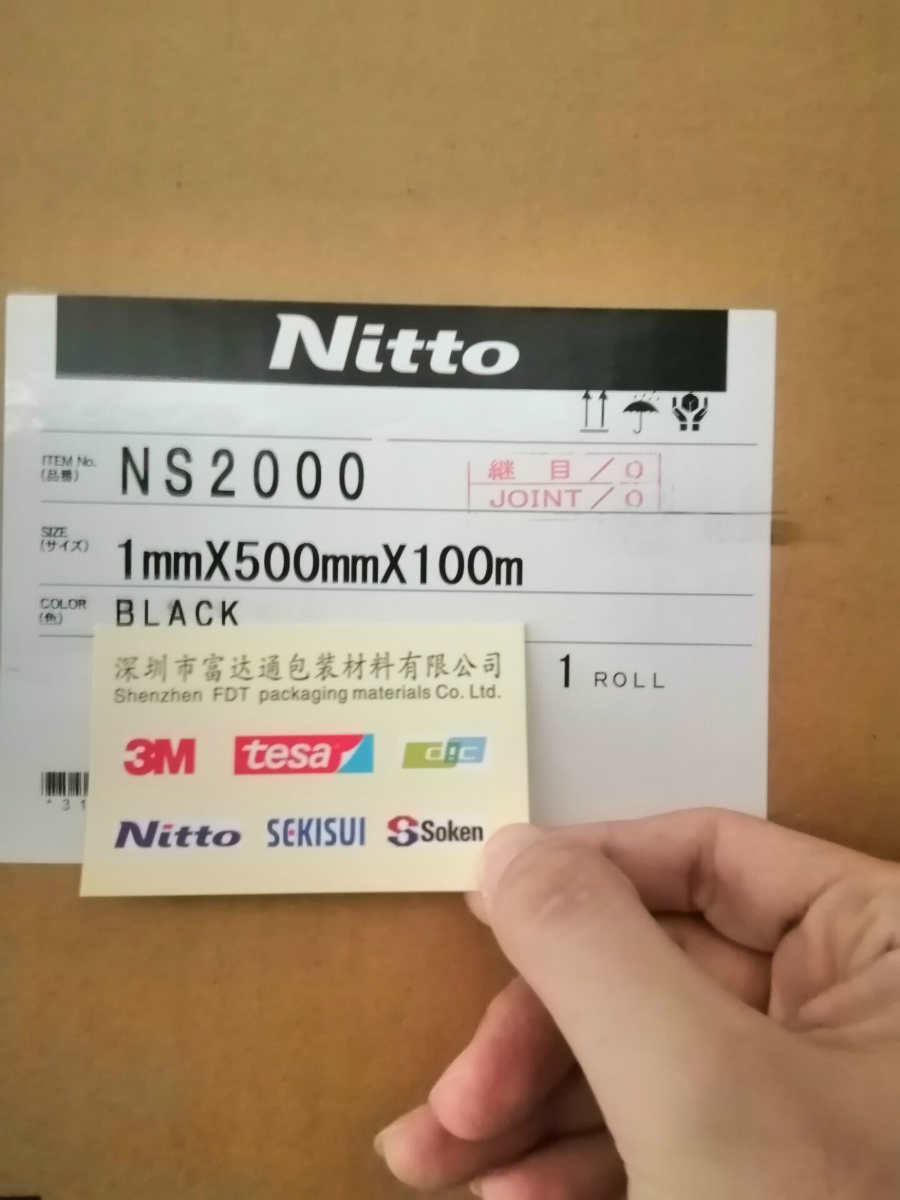 Nitto
ITEM No.
(品番)
NS2000
継 目 / 0
JOINT / 0
SIZE
(サイズ)
1mmX500mmX100m
COLOR
(色)
BLACK
1 ROLL
深圳市富达通包装材料有限公司
Shenzhen FDT packaging materials Co. Ltd.
3M tesa dic
Nitto SEKISUI Soken